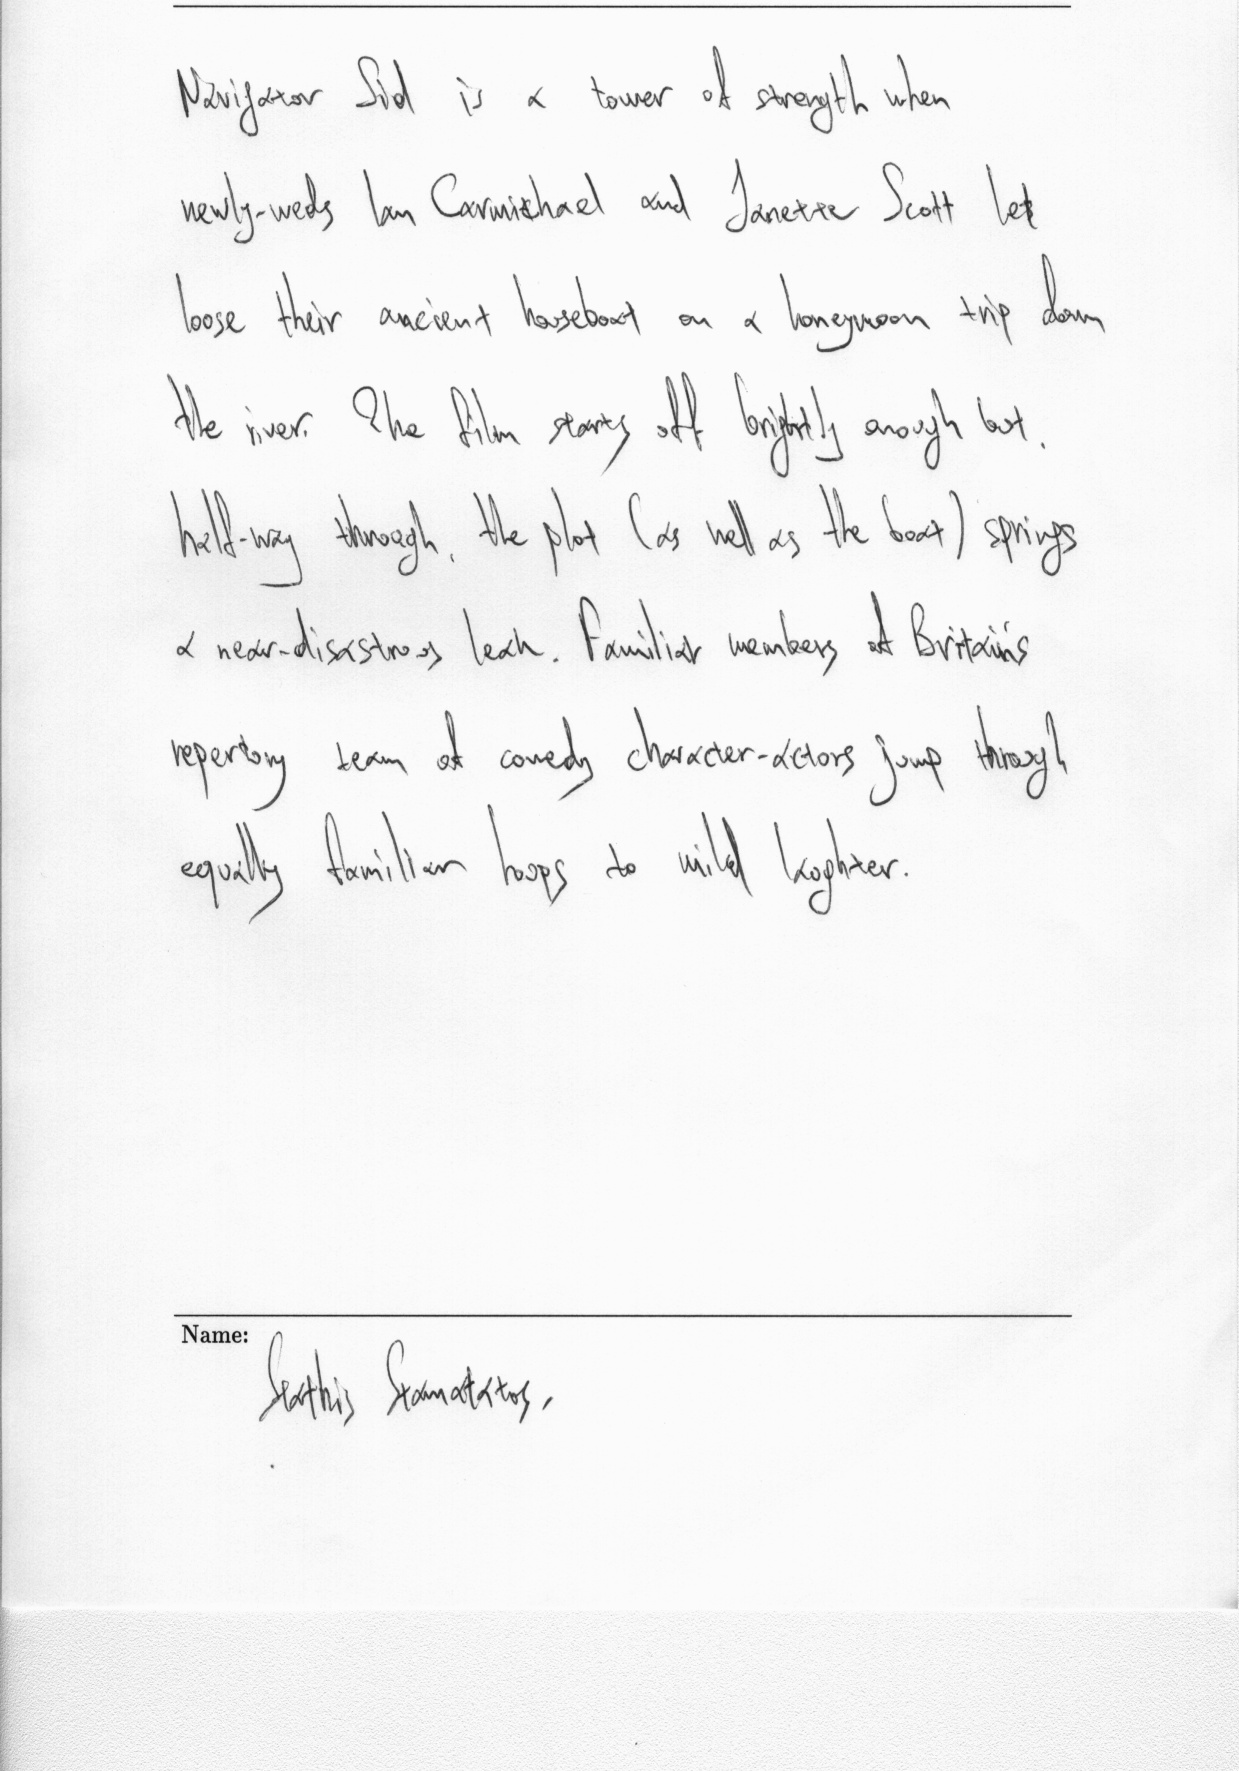 Navigator Sid is a tower of strength when
newly-weds Ian Carmichael and Janette Scott let
loose their ancient houseboat on a honeymoon trip down
the river. The film starts off brightly enough but,
half-way through, the plot (as well as the boat) springs
a near-disastrous leak. Familiar members of Britain's
repertory team of comedy character-actors jump through
equally familiar hoops to mild laughter.
Name:
Stathis Stamatatos.